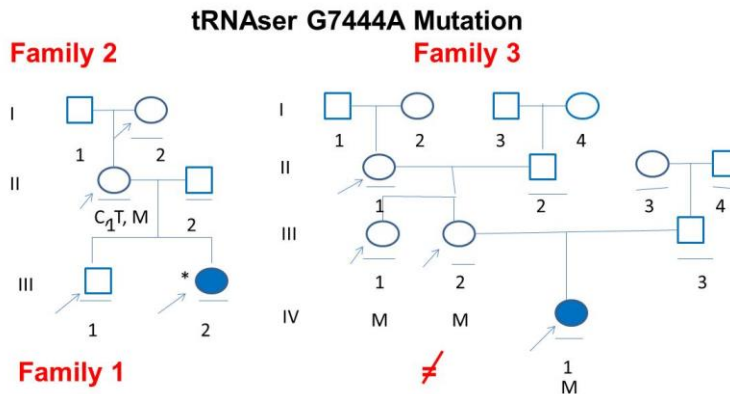 tRNAser G7444A Mutation
Family 2
Family 3
I
1
2
I
1
2
3
4
II
1
2
C, T, M
II
1
2
3
4
III
*
1
2
III
1
2
3
M
M
IV
1
M
Family 1
≠